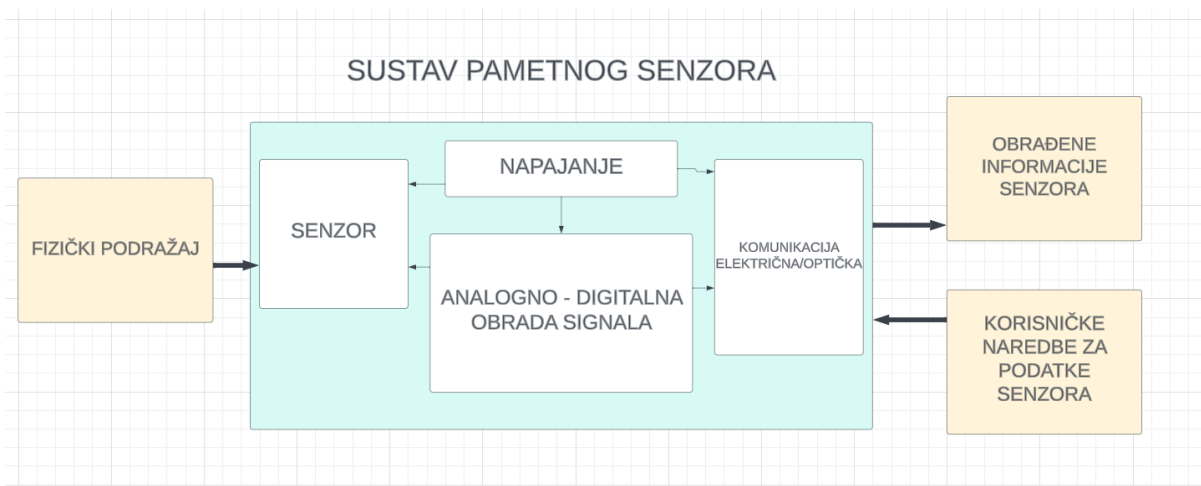 SUSTAV PAMETNOG SENZORA
FIZIČKI PODRAŽAJ
SENZOR
NAPAJANJE
ANALOGNO - DIGITALNA
OBRADA SIGNALA
KOMUNIKACIJA
ELEKTRIČNA/OPTIČKA
OBRAĐENE
INFORMACIJE
SENZORA
KORISNIČKE
NAREDBE ZA
PODATKE
SENZORA